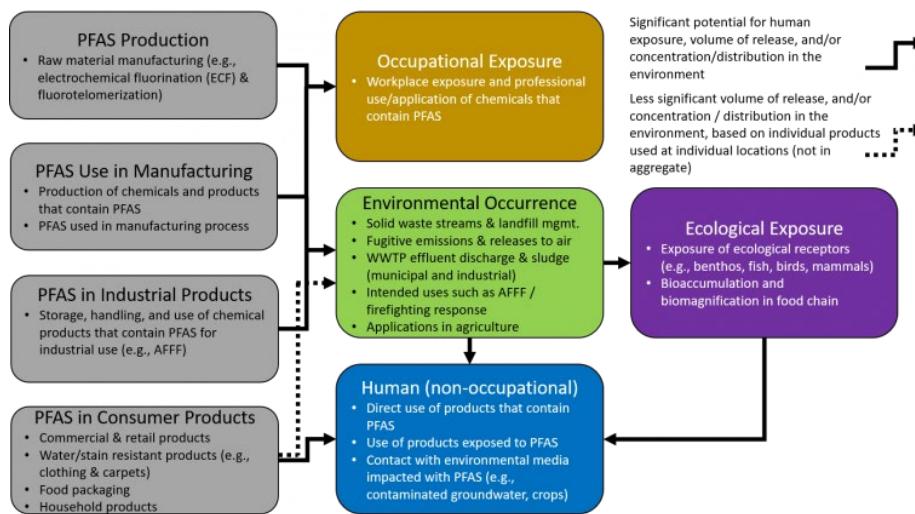 PFAS Production
• Raw material manufacturing (e.g.,
electrochemical fluorination (ECF) &
fluorotelomerization)
PFAS Use in Manufacturing
• Production of chemicals and products
that contain PFAS
• PFAS used in manufacturing process
PFAS in Industrial Products
• Storage, handling, and use of chemical
products that contain PFAS for
industrial use (e.g., AFFF)
PFAS in Consumer Products
• Commercial & retail products
• Water/stain resistant products (e.g.,
clothing & carpets)
• Food packaging
• Household products
Occupational Exposure
• Workplace exposure and professional
use/application of chemicals that
contain PFAS
Environmental Occurrence
• Solid waste streams & landfill mgmt.
• Fugitive emissions & releases to air
• WWTP effluent discharge & sludge
(municipal and industrial)
• Intended uses such as AFFF /
firefighting response
• Applications in agriculture
Human (non-occupational)
• Direct use of products that contain
PFAS
• Use of products exposed to PFAS
• Contact with environmental media
impacted with PFAS (e.g.,
contaminated groundwater, crops)
Significant potential for human
exposure, volume of release, and/or
concentration/distribution in the
environment
Less significant volume of release, and/or
concentration / distribution in the
environment, based on individual products
used at individual locations (not in
aggregate)
Ecological Exposure
• Exposure of ecological receptors
(e.g., benthos, fish, birds, mammals)
• Bioaccumulation and
biomagnification in food chain